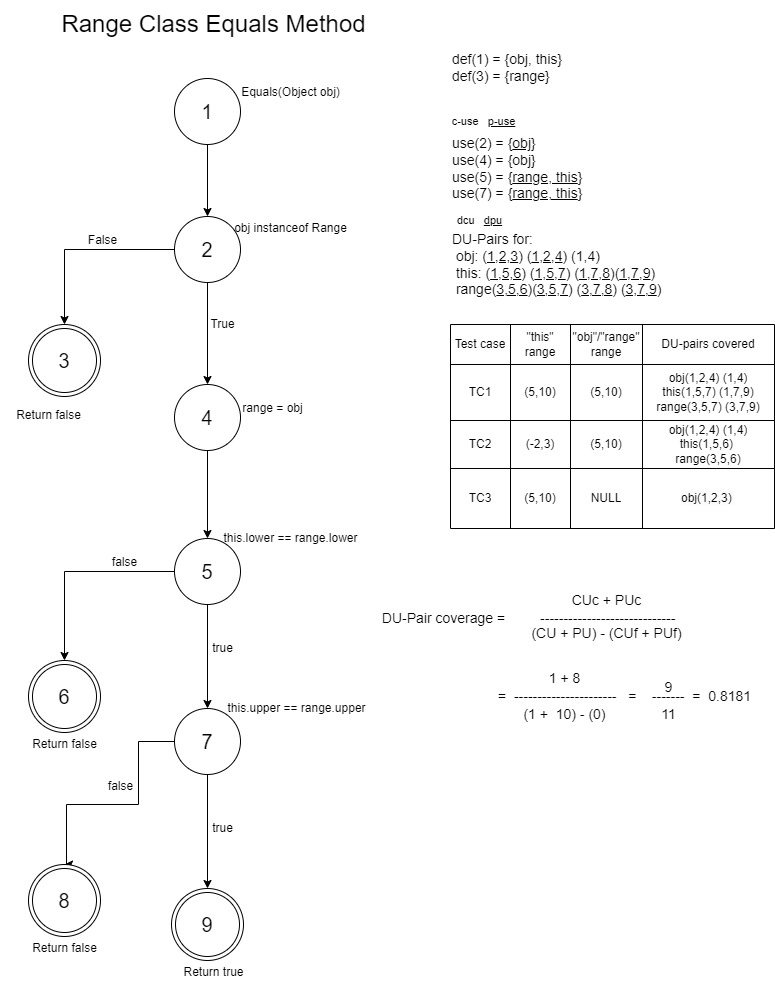 Range Class Equals Method
1
Equals(Object obj)
2
obj instanceof Range
False
True
3
Return false
4
range = obj
5
this.lower == range.lower
false
true
6
Return false
7
this.upper == range.upper
false
true
8
Return false
9
Return true
def(1) = {obj, this}
def(3) = {range}
c-use p-use
use(2) = {obj}
use(4) = {obj}
use(5) = {range, this}
use(7) = {range, this}
dcu dpu
DU-Pairs for:
obj: (1,2,3) (1,2,4) (1,4)
this: (1,5,6) (1,5,7) (1,7,8)(1,7,9)
range(3,5,6)(3,5,7) (3,7,8) (3,7,9)
Test case
"this"
range
"obj"/"range"
range
DU-pairs covered
TC1
(5,10)
(5,10)
obj(1,2,4) (1,4)
this(1,5,7) (1,7,9)
range(3,5,7) (3,7,9)
TC2
(-2,3)
(5,10)
obj(1,2,4) (1,4)
this(1,5,6)
range(3,5,6)
TC3
(5,10)
NULL
obj(1,2,3)
DU-Pair coverage =
CUc + PUc
-----------------------------
(CU + PU) - (CUf + PUf)
=
1 + 8
----------------------
(1 + 10) - (0)
=
9
-------
11
= 0.8181